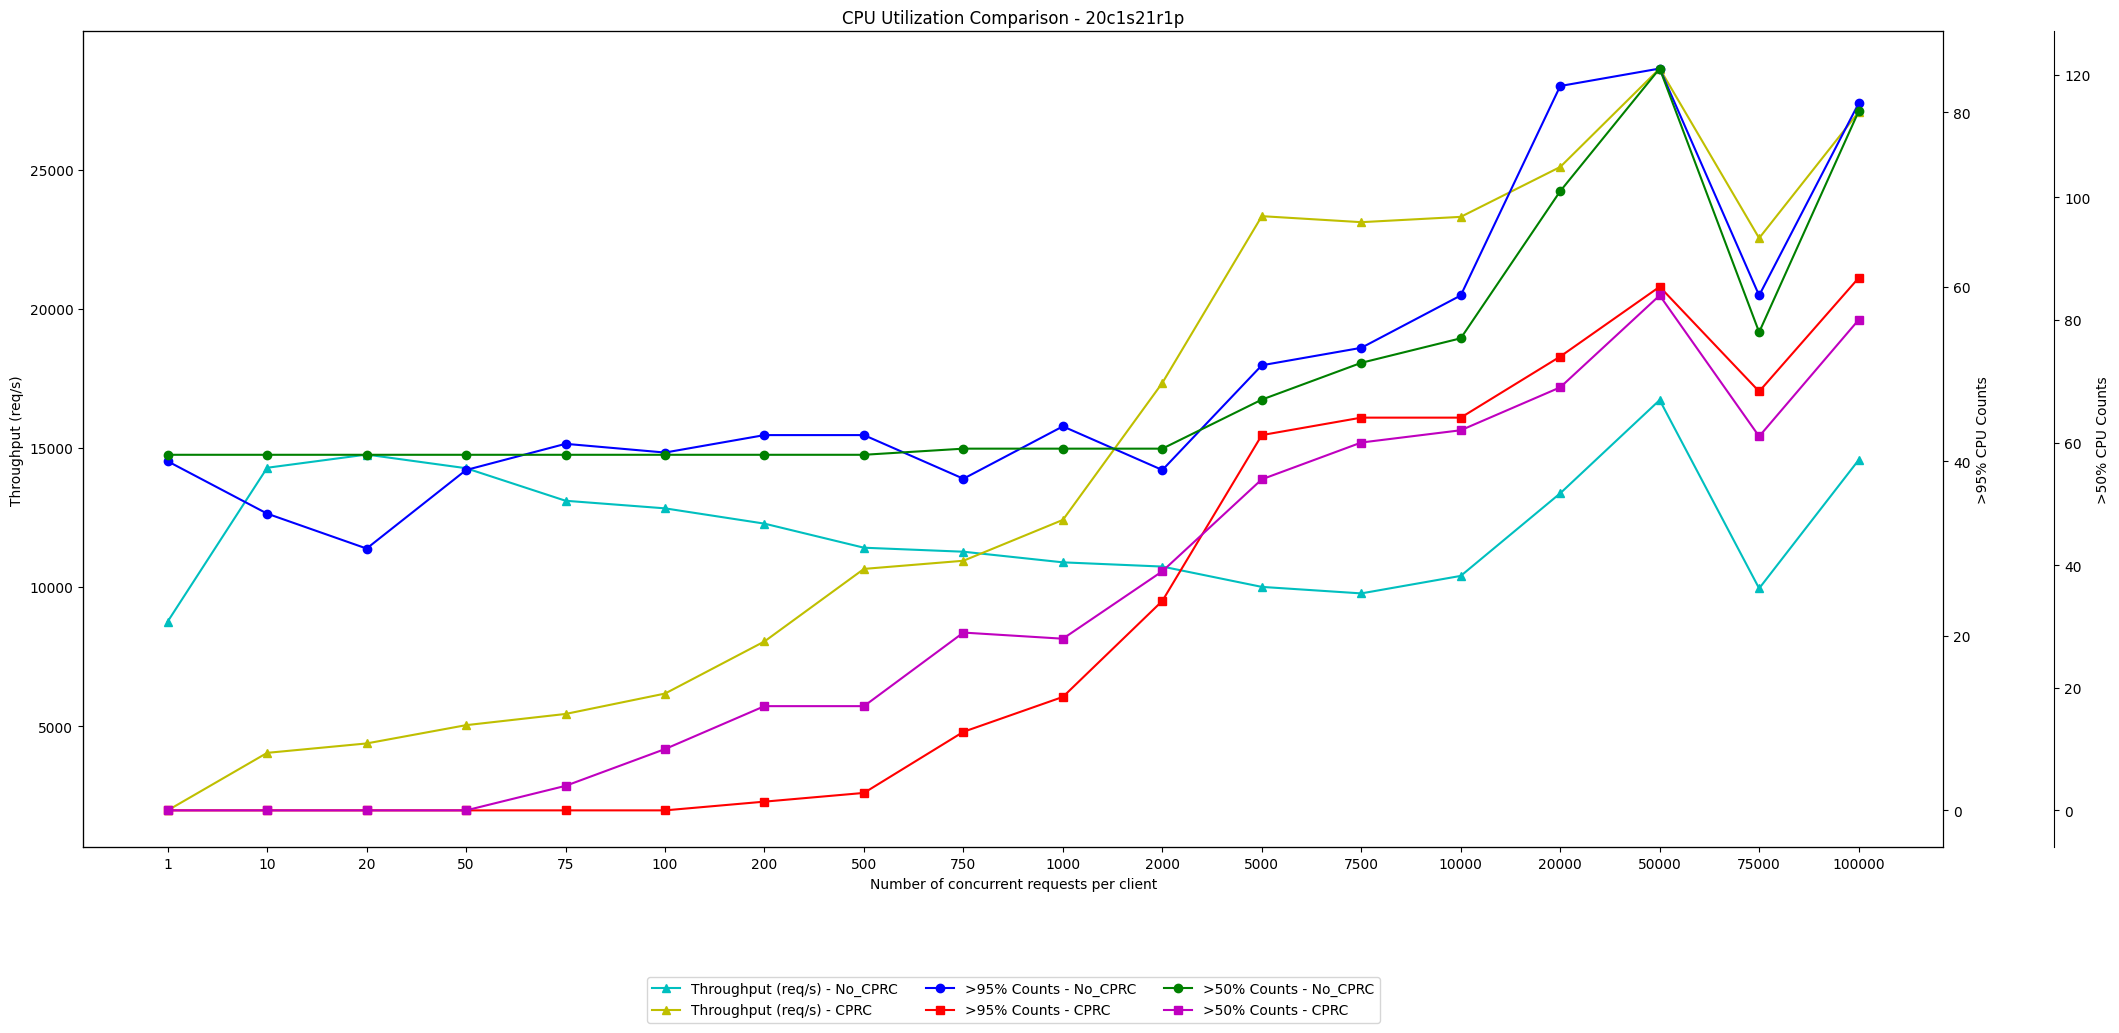 CPU Utilization Comparison - 20c1s21r1p
Throughput (req/s)
25000
20000
15000
10000
5000
80
60
40
20
0
>95% CPU Counts
120
100
80
60
40
20
0
>50% CPU Counts
1 10 20 50 75 100 200 500 750 1000 2000 5000 7500 10000 20000 50000 75000 100000
Number of concurrent requests per client
Throughput (req/s) - No_CPRC >95% Counts - No_CPRC >50% Counts - No_CPRC
Throughput (req/s) - CPRC >95% Counts - CPRC >50% Counts - CPRC